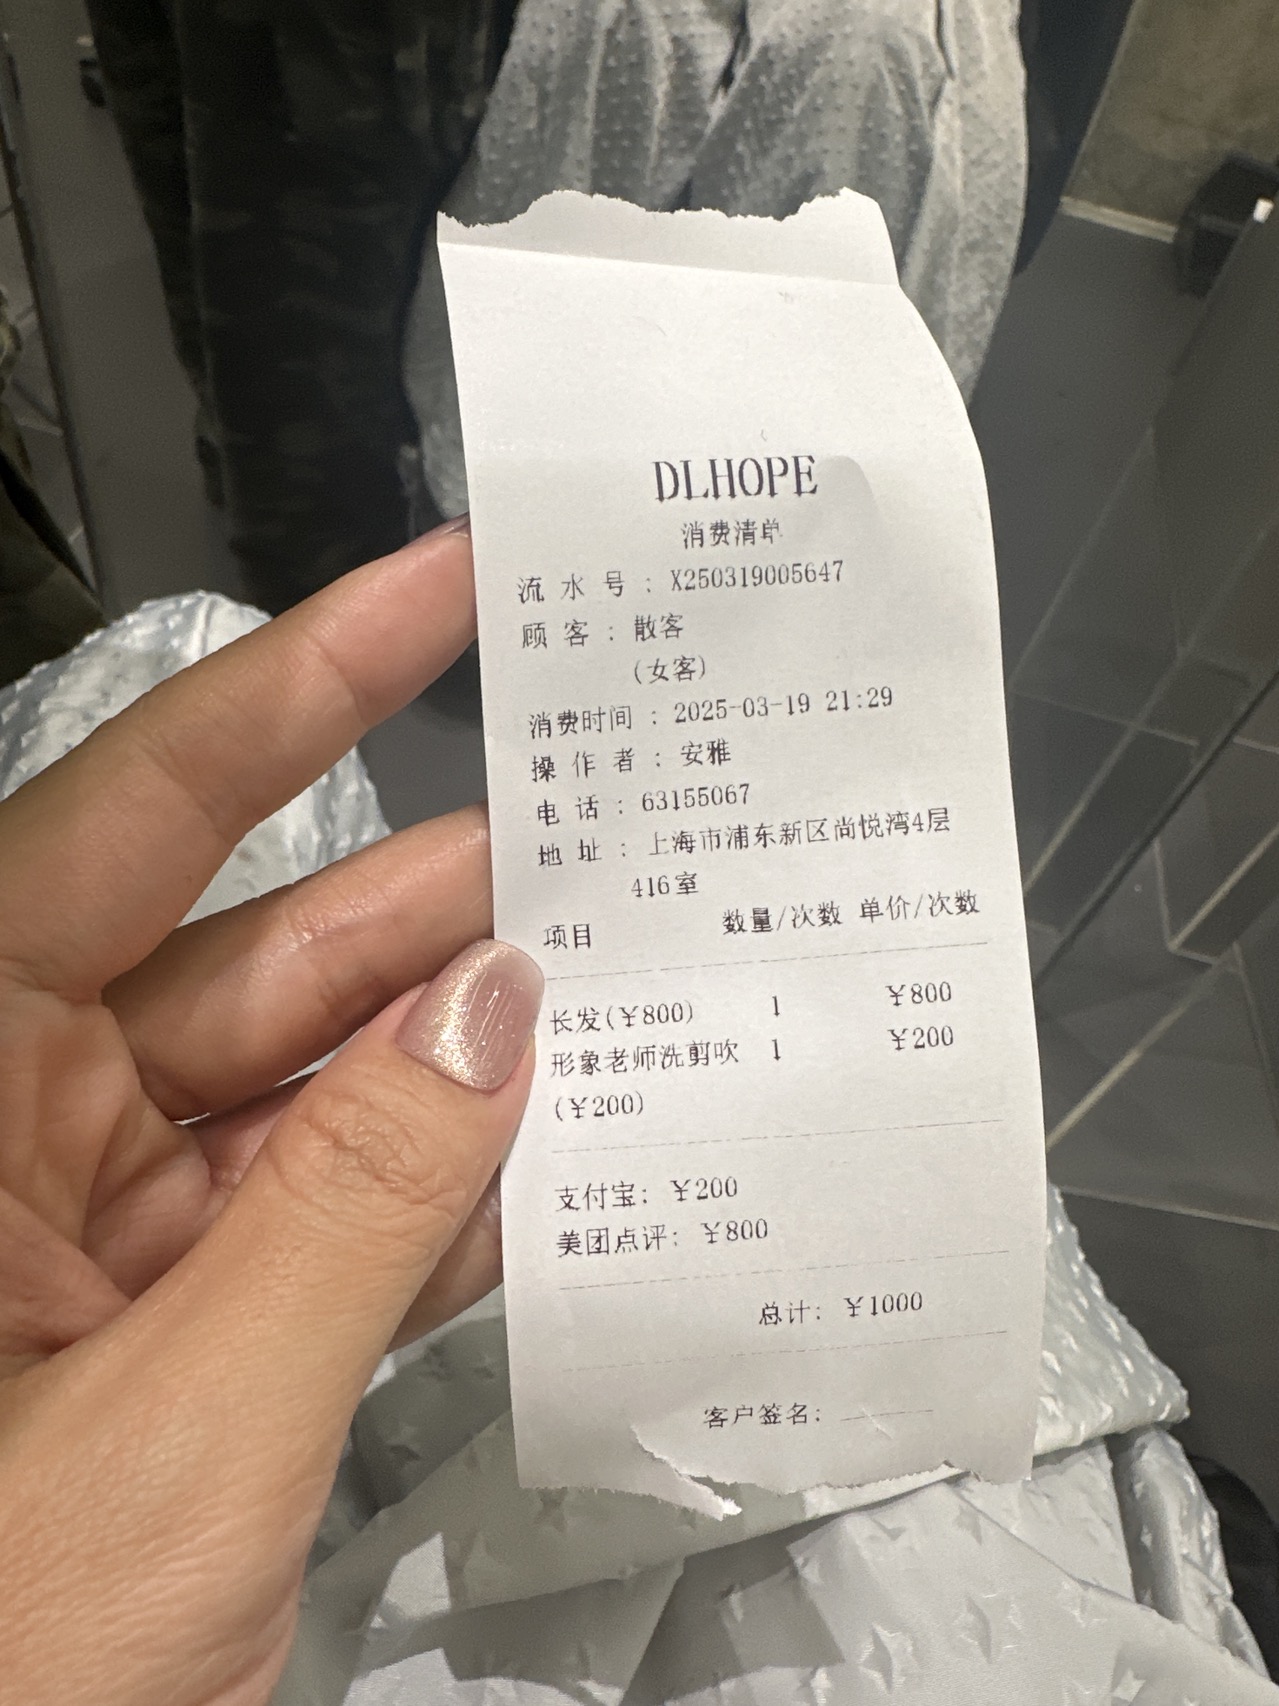 DLHOPE
消费清单
流 水 号 : X250319005647
顾 客 : 散客
(女客)
消费时间 : 2025-03-19 21:29
操 作 者 : 安雅
电 话 : 63155067
地 址 : 上海市浦东新区尚悦湾4层
416室
项目 数量/次数 单价/次数
长发(¥800) 1 ¥800
形象老师洗剪吹 1 ¥200
(¥200)
支付宝: ¥200
美团点评: ¥800
总计: ¥1000
客户签名: